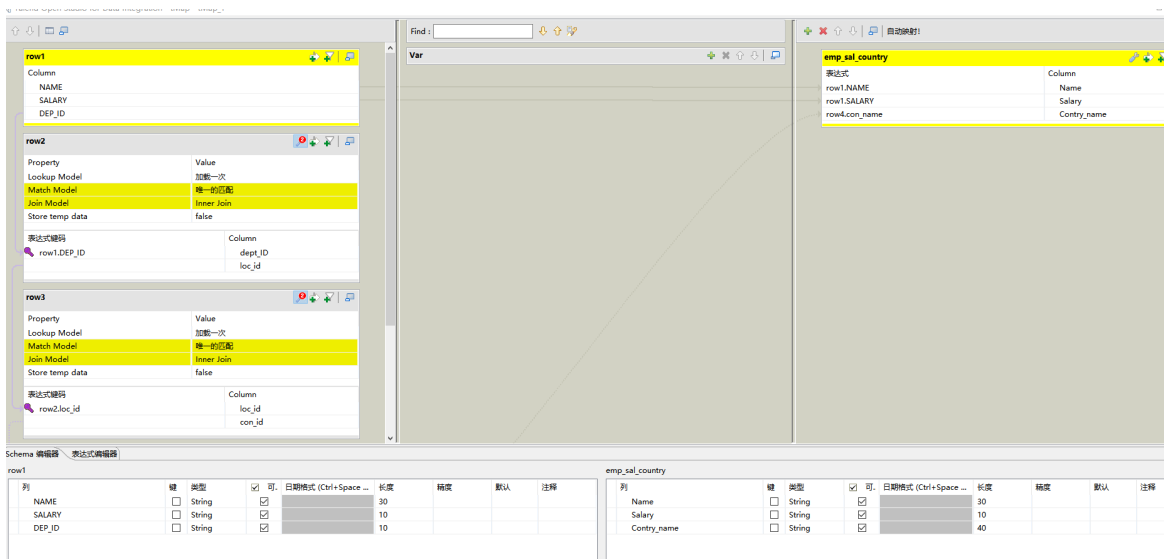 Find :
自动映射!
row1
Column
NAME
SALARY
DEP_ID
row2
Property Value
Lookup Model 加载一次
Match Model 唯一的匹配
Join Model Inner Join
Store temp data false
表达式键码 Column
row1.DEP_ID dept_ID
loc_id
row3
Property Value
Lookup Model 加载一次
Match Model 唯一的匹配
Join Model Inner Join
Store temp data false
表达式键码 Column
row2.loc_id loc_id
con_id
Var
emp_sal_country
表达式 Column
row1.NAME Name
row1.SALARY Salary
row4.con_name Contry_name
Schema 编辑器 表达式编辑器
row1
列 键 类型 可. 日期格式 (Ctrl+Space ... 长度 精度 默认 注释
NAME String 30
SALARY String 10
DEP_ID String 10
emp_sal_country
列 键 类型 可. 日期格式 (Ctrl+Space ... 长度 精度 默认 注释
Name String 30
Salary String 10
Contry_name String 40